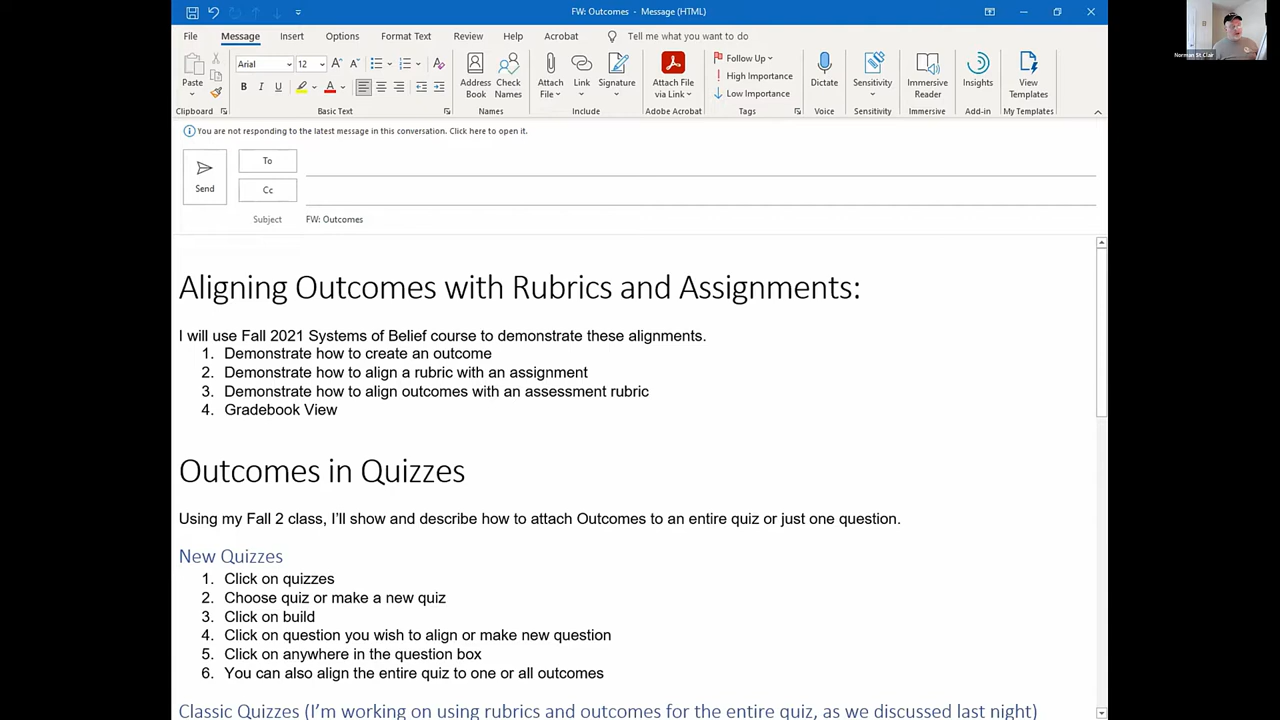 FW: Outcomes - Message (HTML)
File Message Insert Options Format Text Review Help Acrobat Tell me what you want to do
Paste
Clipboard
Arial 12
B I U A
Basic Text
Address Book
Check Names
Names
Attach File
Link
Signature
Include
Attach File via Link
Adobe Acrobat
Follow Up
High Importance
Low Importance
Tags
Dictate
Voice
Sensitivity
Sensitivity
Immersive Reader
Immersive
Insights
Add-in
View Templates
My Templates
Norman St.Clair
You are not responding to the latest message in this conversation. Click here to open it.
Send
To
Cc
Subject FW: Outcomes
Aligning Outcomes with Rubrics and Assignments:
I will use Fall 2021 Systems of Belief course to demonstrate these alignments.
1. Demonstrate how to create an outcome
2. Demonstrate how to align a rubric with an assignment
3. Demonstrate how to align outcomes with an assessment rubric
4. Gradebook View
Outcomes in Quizzes
Using my Fall 2 class, I'll show and describe how to attach Outcomes to an entire quiz or just one question.
New Quizzes
1. Click on quizzes
2. Choose quiz or make a new quiz
3. Click on build
4. Click on question you wish to align or make new question
5. Click on anywhere in the question box
6. You can also align the entire quiz to one or all outcomes
Classic Quizzes (I'm working on using rubrics and outcomes for the entire quiz, as we discussed last night)